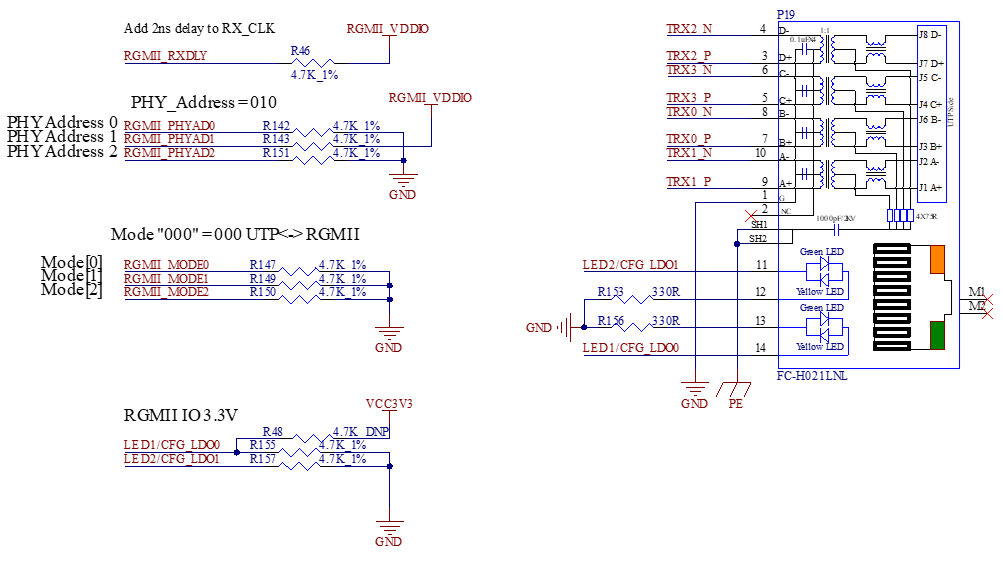 Add 2ns delay to RX_CLK
RGMII_VDDIO
RGMII_RXDLY
R46
4.7K_1%
PHY_Address = 010
RGMII_VDDIO
PHY Address 0
RGMII_PHYAD0 R142 4.7K_1%
PHY Address 1
RGMII_PHYAD1 R143 4.7K_1%
PHY Address 2
RGMII_PHYAD2 R151 4.7K_1%
GND
Mode "000" = 000 UTP<-> RGMII
Mode[0] RGMII_MODE0 R147 4.7K_1%
Mode[1] RGMII_MODE1 R149 4.7K_1%
Mode[2] RGMII_MODE2 R150 4.7K_1%
GND
RGMII IO 3.3V
VCC3V3
R48 4.7K_DNP
LED1/CFG_LDO0 R155 4.7K_1%
LED2/CFG_LDO1 R157 4.7K_1%
GND
P19
TRX2_N 4 D-
1:1
0.1uFX4
J8 D-
TRX2_P 3 D+ J7 D+
TRX3_N 6 C- J5 C-
TRX3_P 5 C+ J4 C+
TRX0_N 8 B- J6 B-
TRX0_P 7 B+ J3 B+
TRX1_N 10 A- J2 A-
TRX1_P 9 A+ J1 A+
1 G
2 NC
1000pF/2KV
4X75R
SH1
SH2
Green LED
LED2/CFG_LDO1 11
Yellow LED
R153 330R 12
Green LED
GND
R156 330R 13
Yellow LED
LED1/CFG_LDO0 14
M1
M2
FC-H021LNL
GND
PE